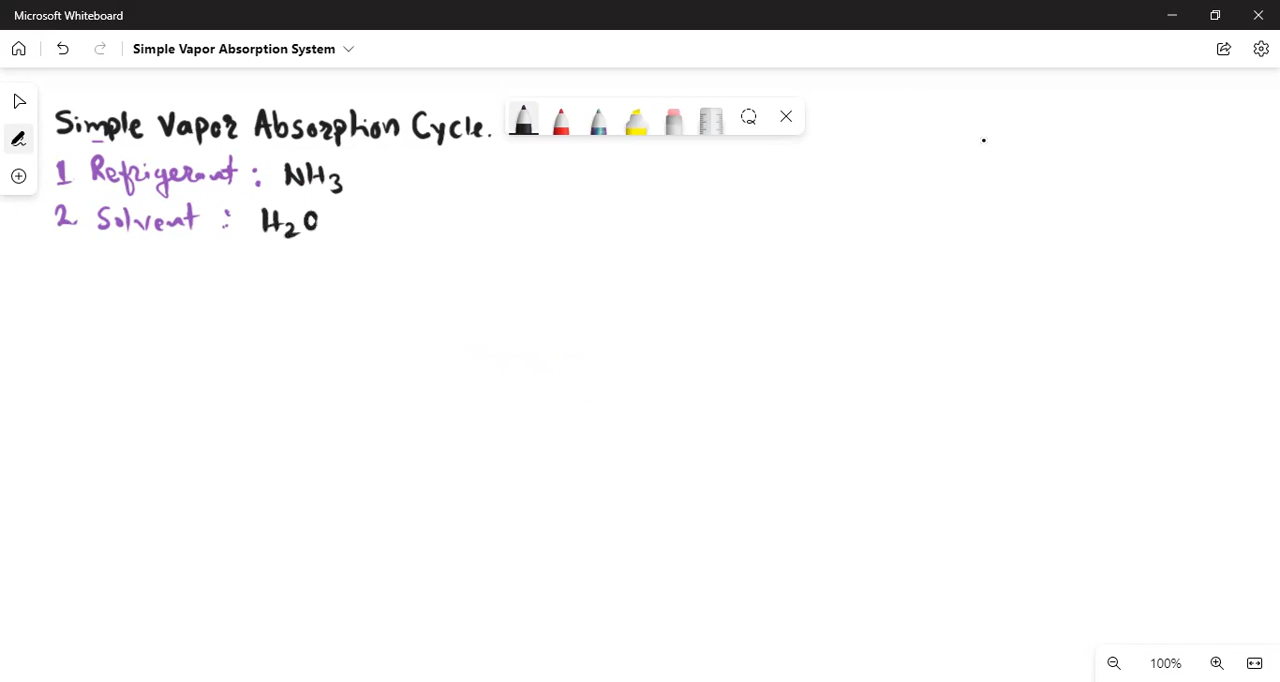 Microsoft Whiteboard
Simple Vapor Absorption System
Simple Vapor Absorption Cycle.
1 Refrigerant : NH3
2 Solvent : H2O
100%